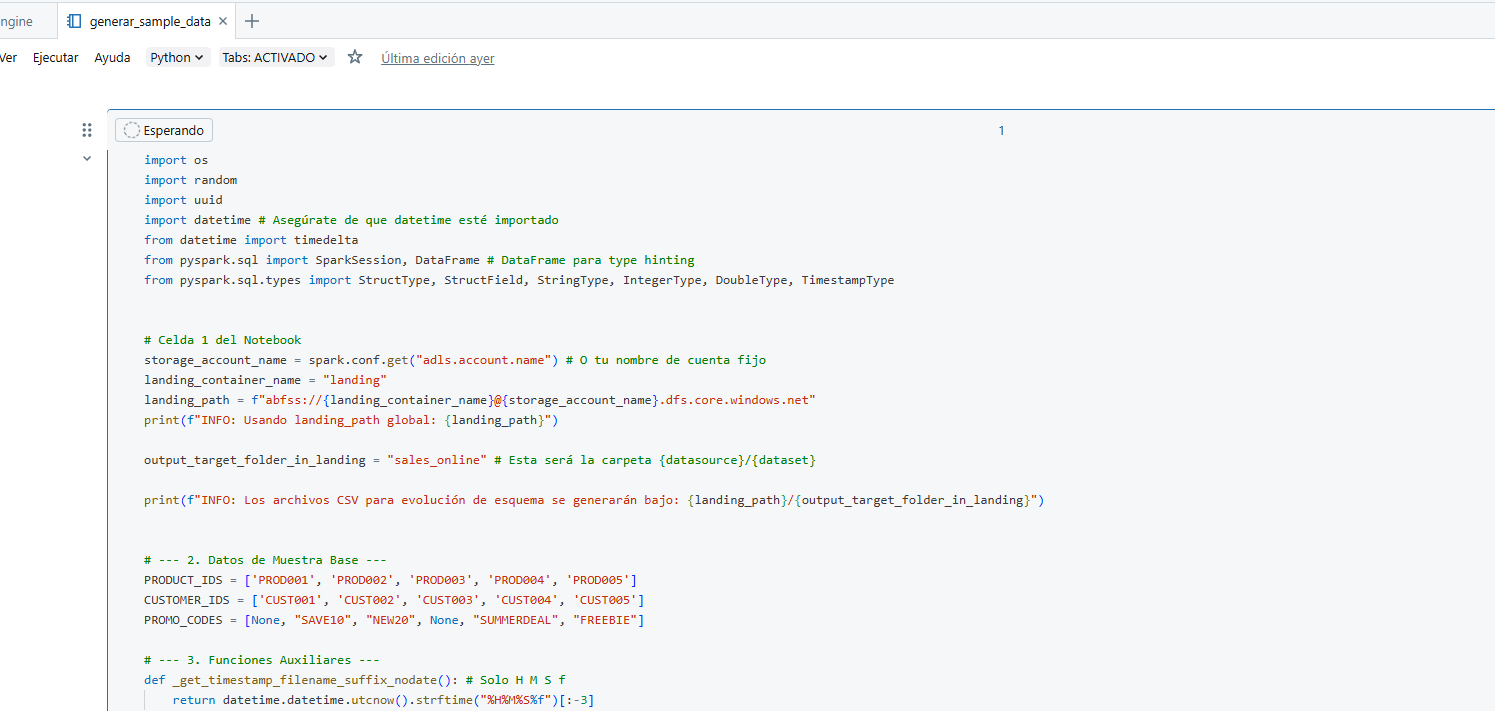 ngine generar_sample_data × +
Ver Ejecutar Ayuda Python Tabs: ACTIVADO Última edición ayer
Esperando 1
import os
import random
import uuid
import datetime # Asegúrate de que datetime esté importado
from datetime import timedelta
from pyspark.sql import SparkSession, DataFrame # DataFrame para type hinting
from pyspark.sql.types import StructType, StructField, StringType, IntegerType, DoubleType, TimestampType
# Celda 1 del Notebook
storage_account_name = spark.conf.get("adls.account.name") # O tu nombre de cuenta fijo
landing_container_name = "landing"
landing_path = f"abfss://{landing_container_name}@{storage_account_name}.dfs.core.windows.net"
print(f"INFO: Usando landing_path global: {landing_path}")
output_target_folder_in_landing = "sales_online" # Esta será la carpeta {datasource}/{dataset}
print(f"INFO: Los archivos CSV para evolución de esquema se generarán bajo: {landing_path}/{output_target_folder_in_landing}")
# --- 2. Datos de Muestra Base ---
PRODUCT_IDS = ['PROD001', 'PROD002', 'PROD003', 'PROD004', 'PROD005']
CUSTOMER_IDS = ['CUST001', 'CUST002', 'CUST003', 'CUST004', 'CUST005']
PROMO_CODES = [None, "SAVE10", "NEW20", None, "SUMMERDEAL", "FREEBIE"]
# --- 3. Funciones Auxiliares ---
def _get_timestamp_filename_suffix_nodate(): # Solo H M S f
return datetime.datetime.utcnow().strftime("%H%M%S%f")[:-3]